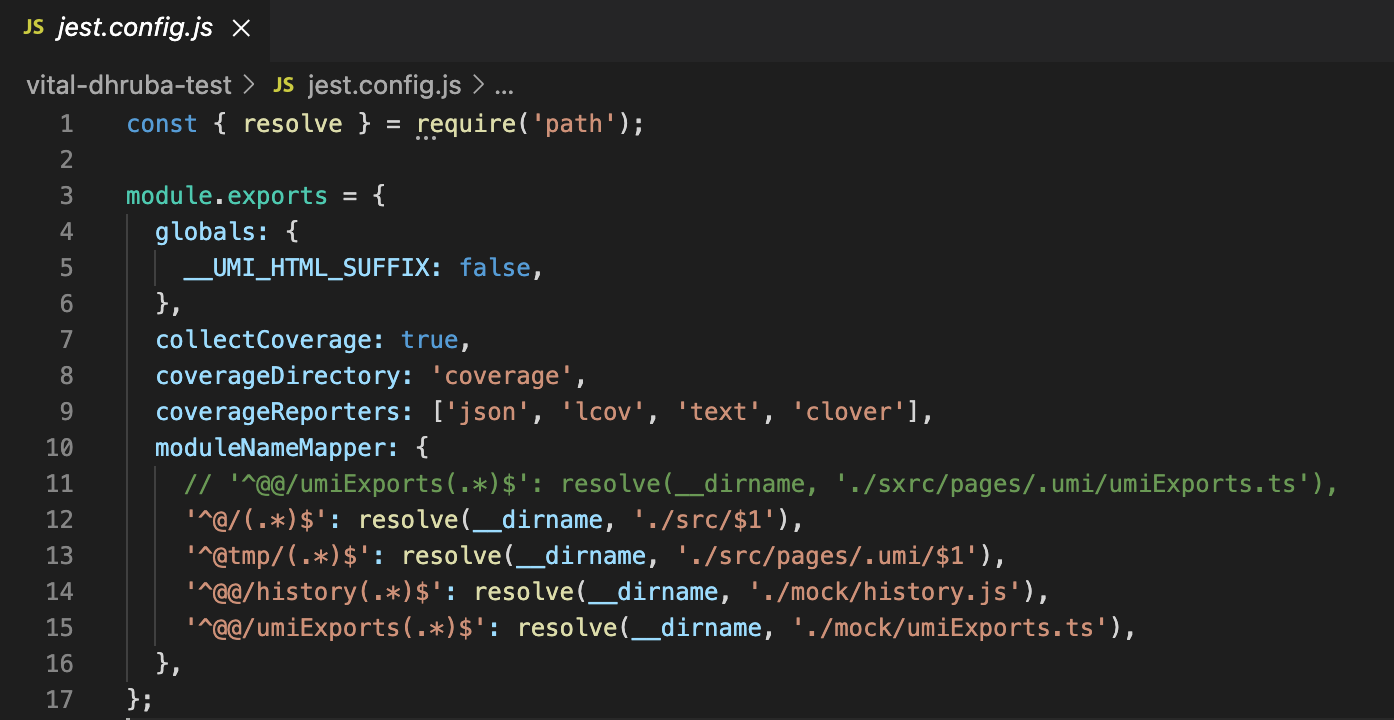 JS jest.config.js ×
vital-dhruba-test > JS jest.config.js > ...
1 const { resolve } = require('path');
2
3 module.exports = {
4   globals: {
5     __UMI_HTML_SUFFIX: false,
6   },
7   collectCoverage: true,
8   coverageDirectory: 'coverage',
9   coverageReporters: ['json', 'lcov', 'text', 'clover'],
10   moduleNameMapper: {
11     // '^@@/umiExports(.*)$': resolve(__dirname, './sxrc/pages/.umi/umiExports.ts'),
12     '^@/(.*)$': resolve(__dirname, './src/$1'),
13     '^@tmp/(.*)$': resolve(__dirname, './src/pages/.umi/$1'),
14     '^@@/history(.*)$': resolve(__dirname, './mock/history.js'),
15     '^@@/umiExports(.*)$': resolve(__dirname, './mock/umiExports.ts'),
16   },
17 };